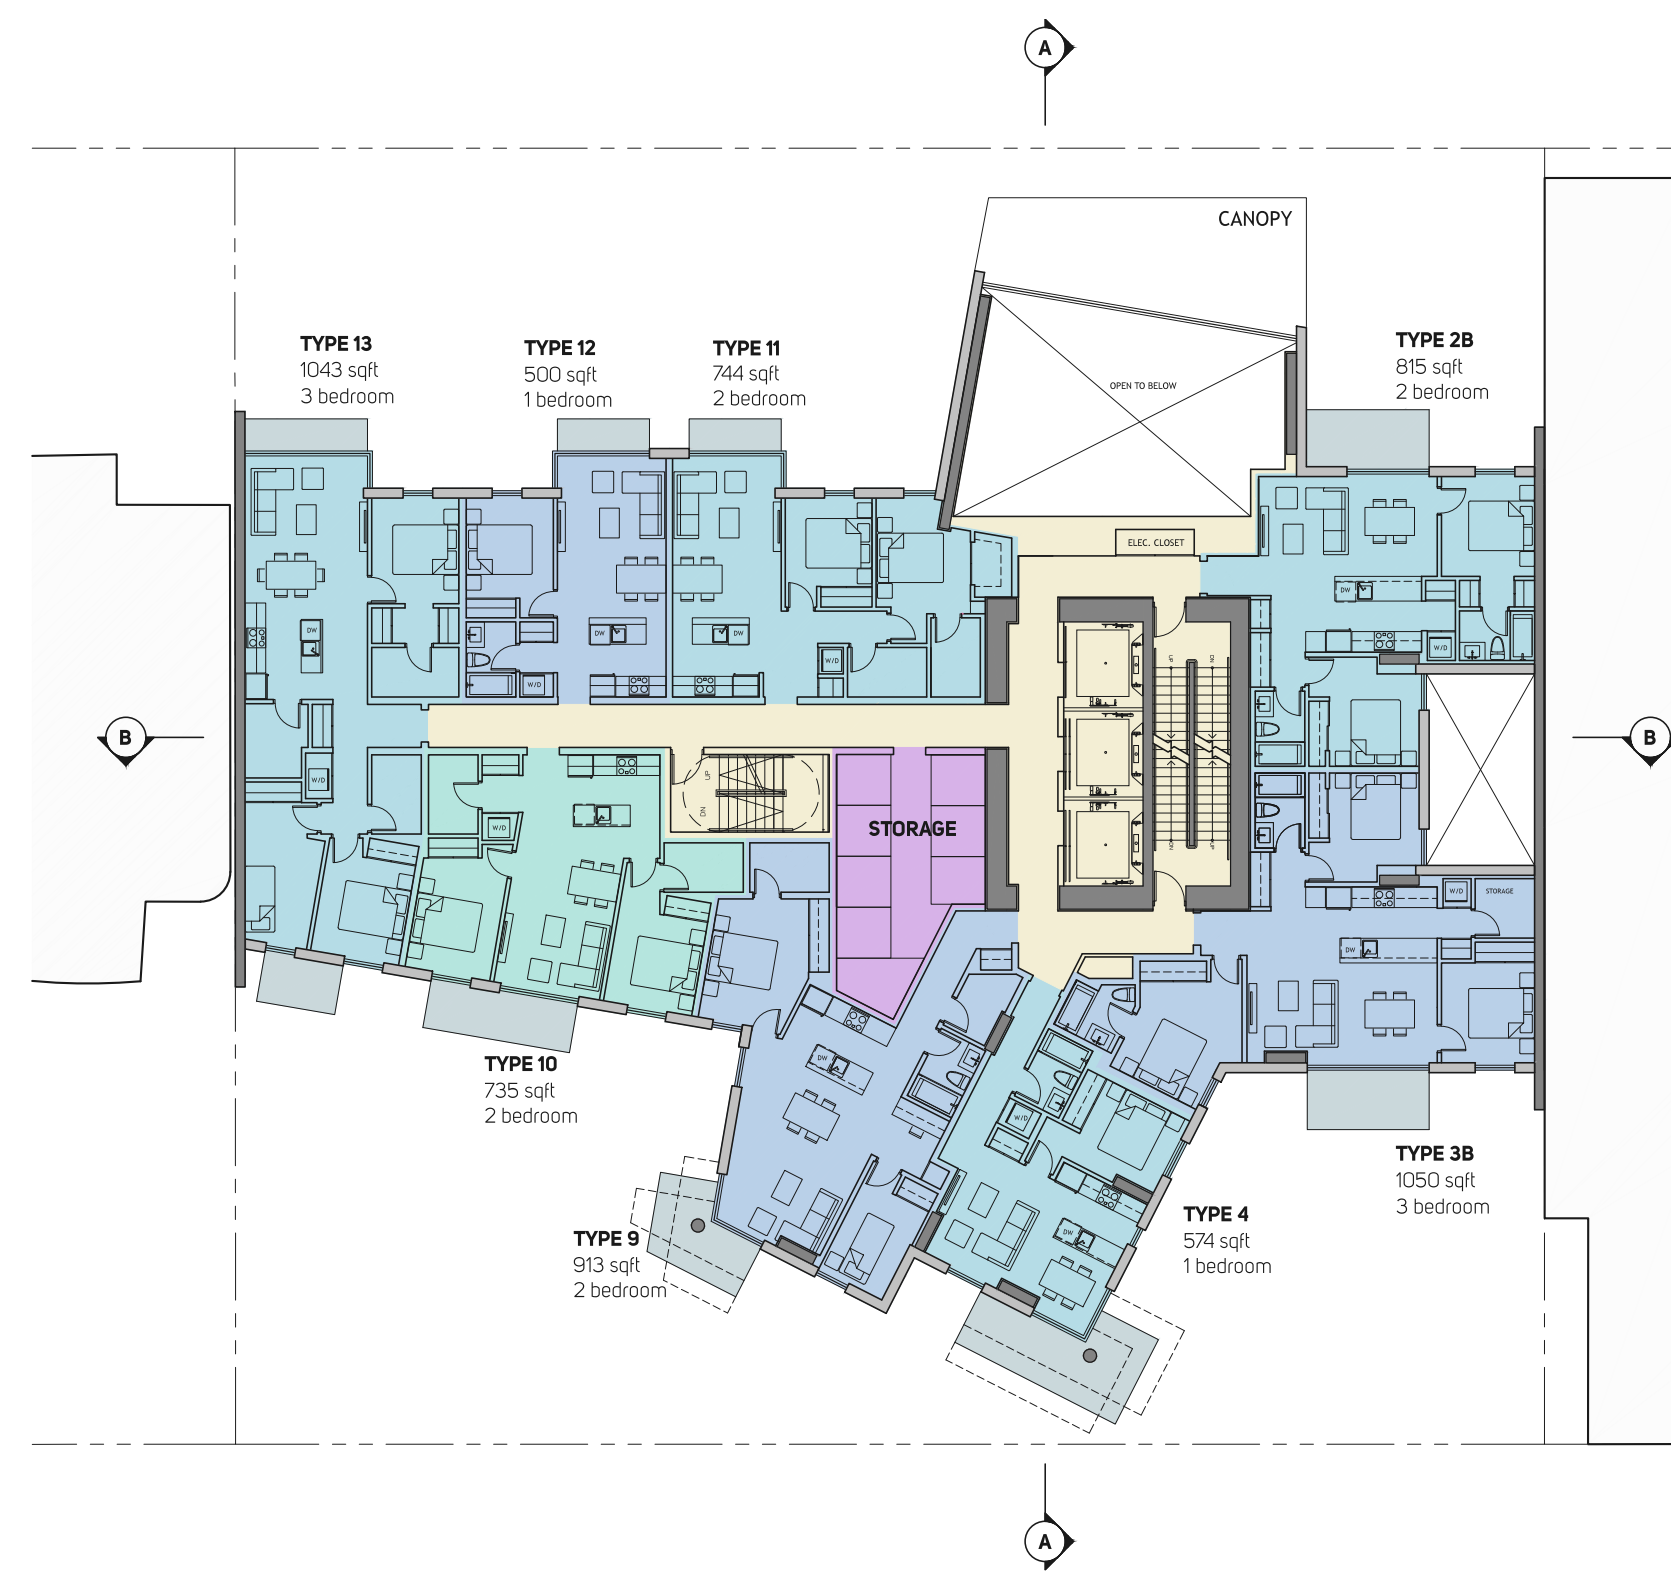 A
CANOPY
OPEN TO BELOW
TYPE 13
1043 sqft
3 bedroom
TYPE 12
500 sqft
1 bedroom
TYPE 11
744 sqft
2 bedroom
TYPE 2B
815 sqft
2 bedroom
ELEC. CLOSET
DW
DW
DW
DW
W/D
W/D
W/D
UP
DN
B
B
W/D
UP
DN
DW
W/D
STORAGE
DN
UP
W/D
STORAGE
DW
DW
W/D
TYPE 10
735 sqft
2 bedroom
TYPE 3B
1050 sqft
3 bedroom
TYPE 9
913 sqft
2 bedroom
DW
TYPE 4
574 sqft
1 bedroom
A